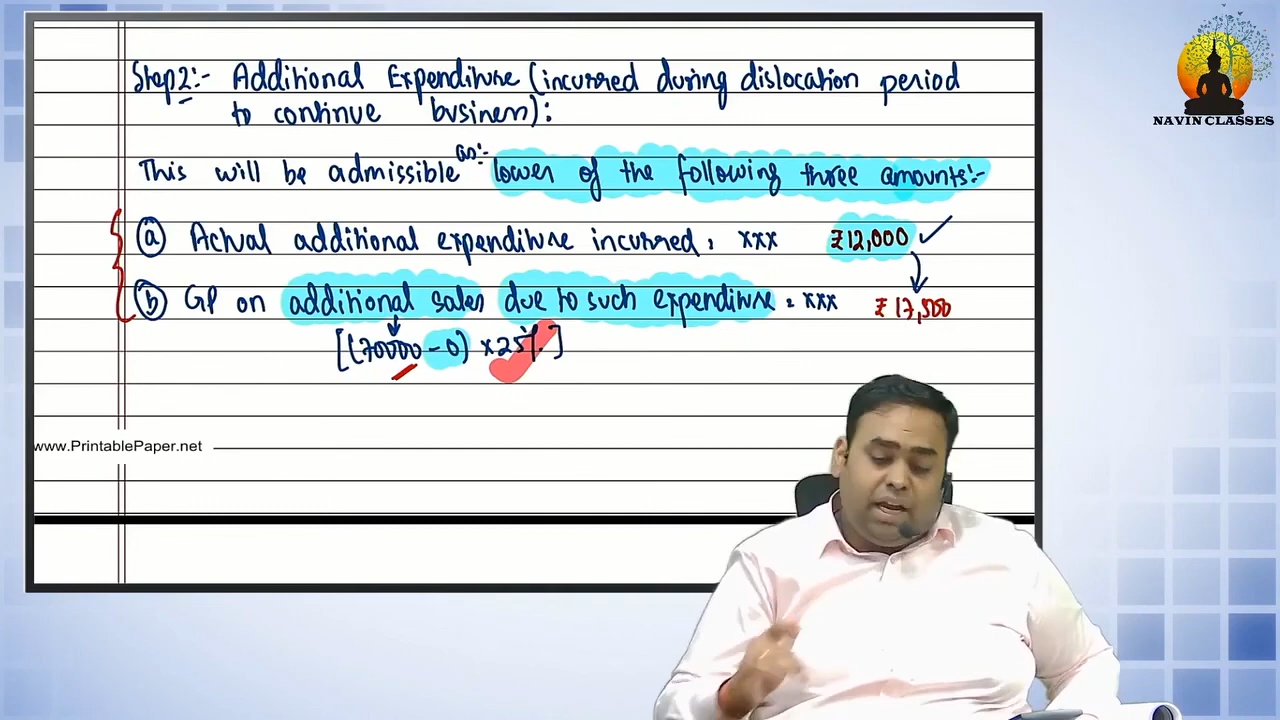 Step2:- Additional Expenditure (incurred during dislocation period
to continue business):
This will be admissible as:- lower of the following three amounts:-
(a) Actual additional expenditure incurred = xxx ₹12,000 ✓
(b) GP on additional sales due to such expenditure = xxx ₹17,500
[(70000 - 0) x 25%]
www.PrintablePaper.net
NAVIN CLASSES